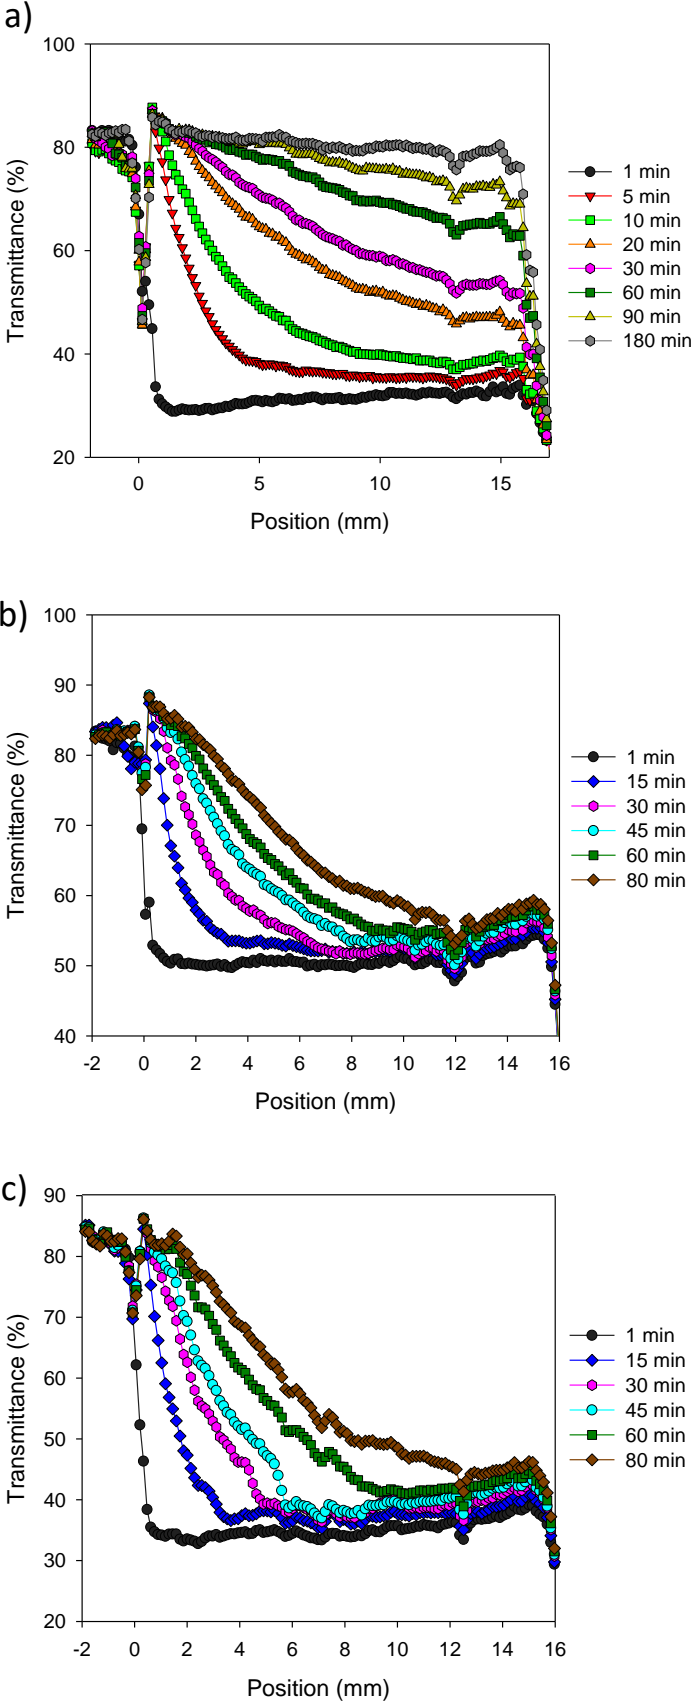 a)
100
80
60
40
20
Transmittance (%)
0 5 10 15
Position (mm)
1 min
5 min
10 min
20 min
30 min
60 min
90 min
180 min
b)
100
90
80
70
60
50
40
Transmittance (%)
-2 0 2 4 6 8 10 12 14 16
Position (mm)
1 min
15 min
30 min
45 min
60 min
80 min
c)
90
80
70
60
50
40
30
20
Transmittance (%)
-2 0 2 4 6 8 10 12 14 16
Position (mm)
1 min
15 min
30 min
45 min
60 min
80 min